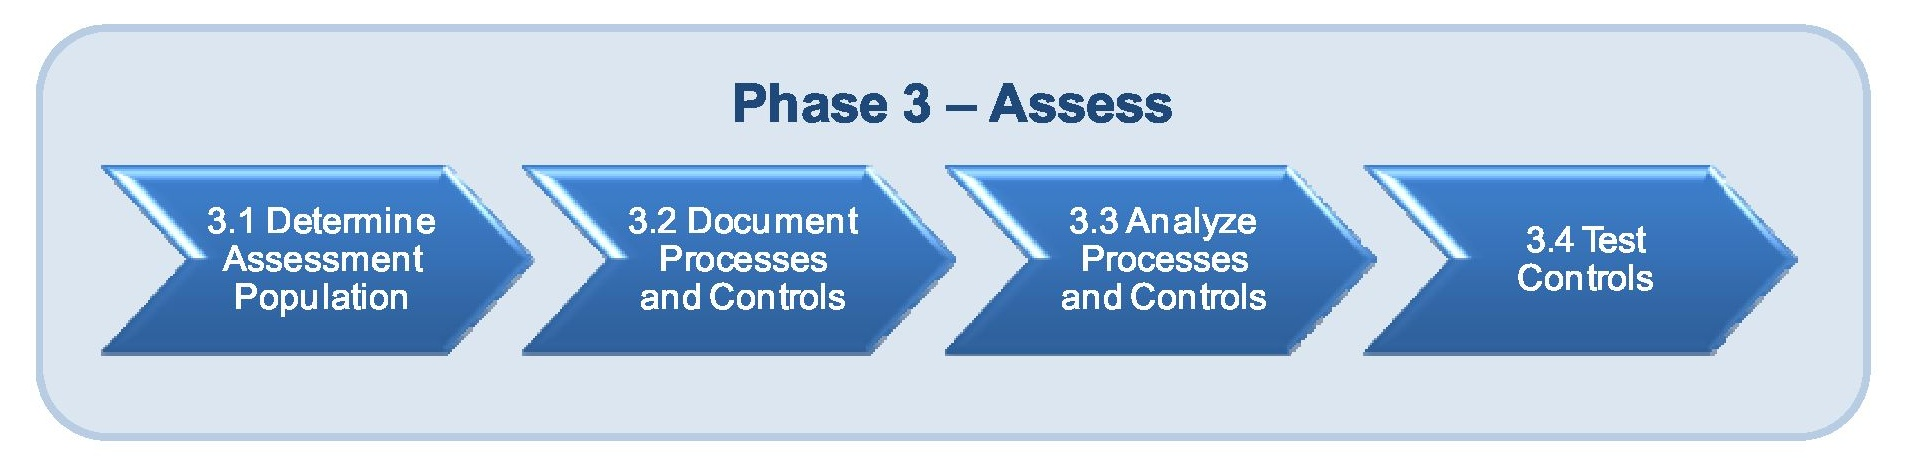 Phase 3 – Assess
3.1 Determine
Assessment
Population
3.2 Document
Processes
and Controls
3.3 Analyze
Processes
and Controls
3.4 Test
Controls